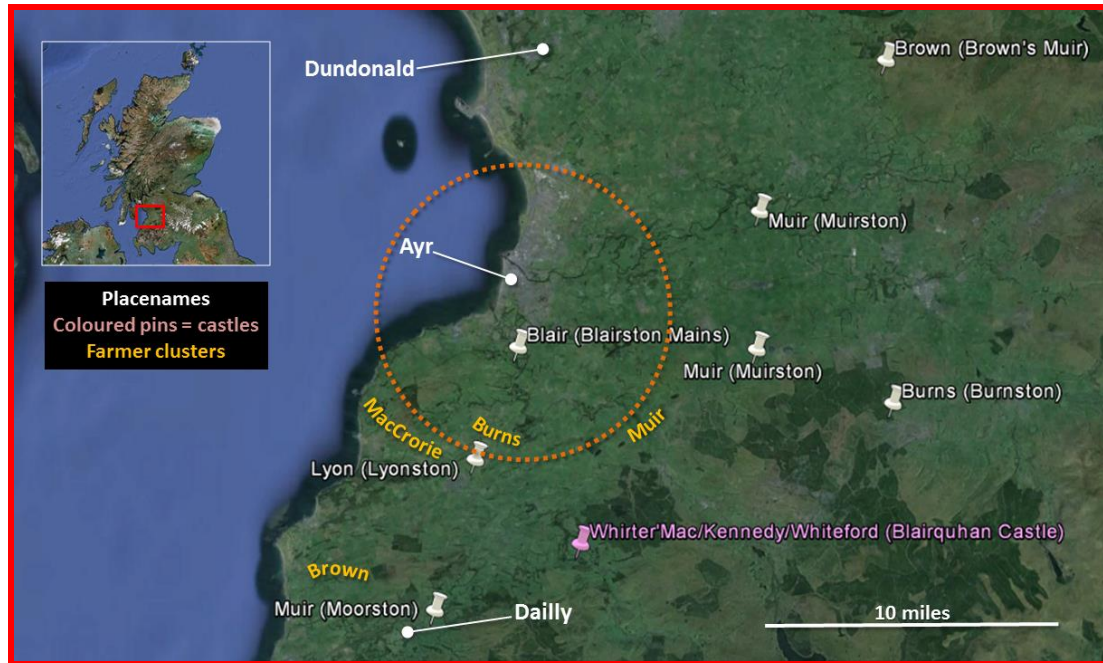 Dundonald
Brown (Brown's Muir)
Muir (Muirston)
Ayr
Placenames
Coloured pins = castles
Farmer clusters
Blair (Blairston Mains)
Muir (Muirston)
Burns (Burnston)
MacCrorie
Burns
Muir
Lyon (Lyonston)
Whirter'Mac/Kennedy/Whiteford (Blairquhan Castle)
Brown
Muir (Moorston)
Dailly
10 miles